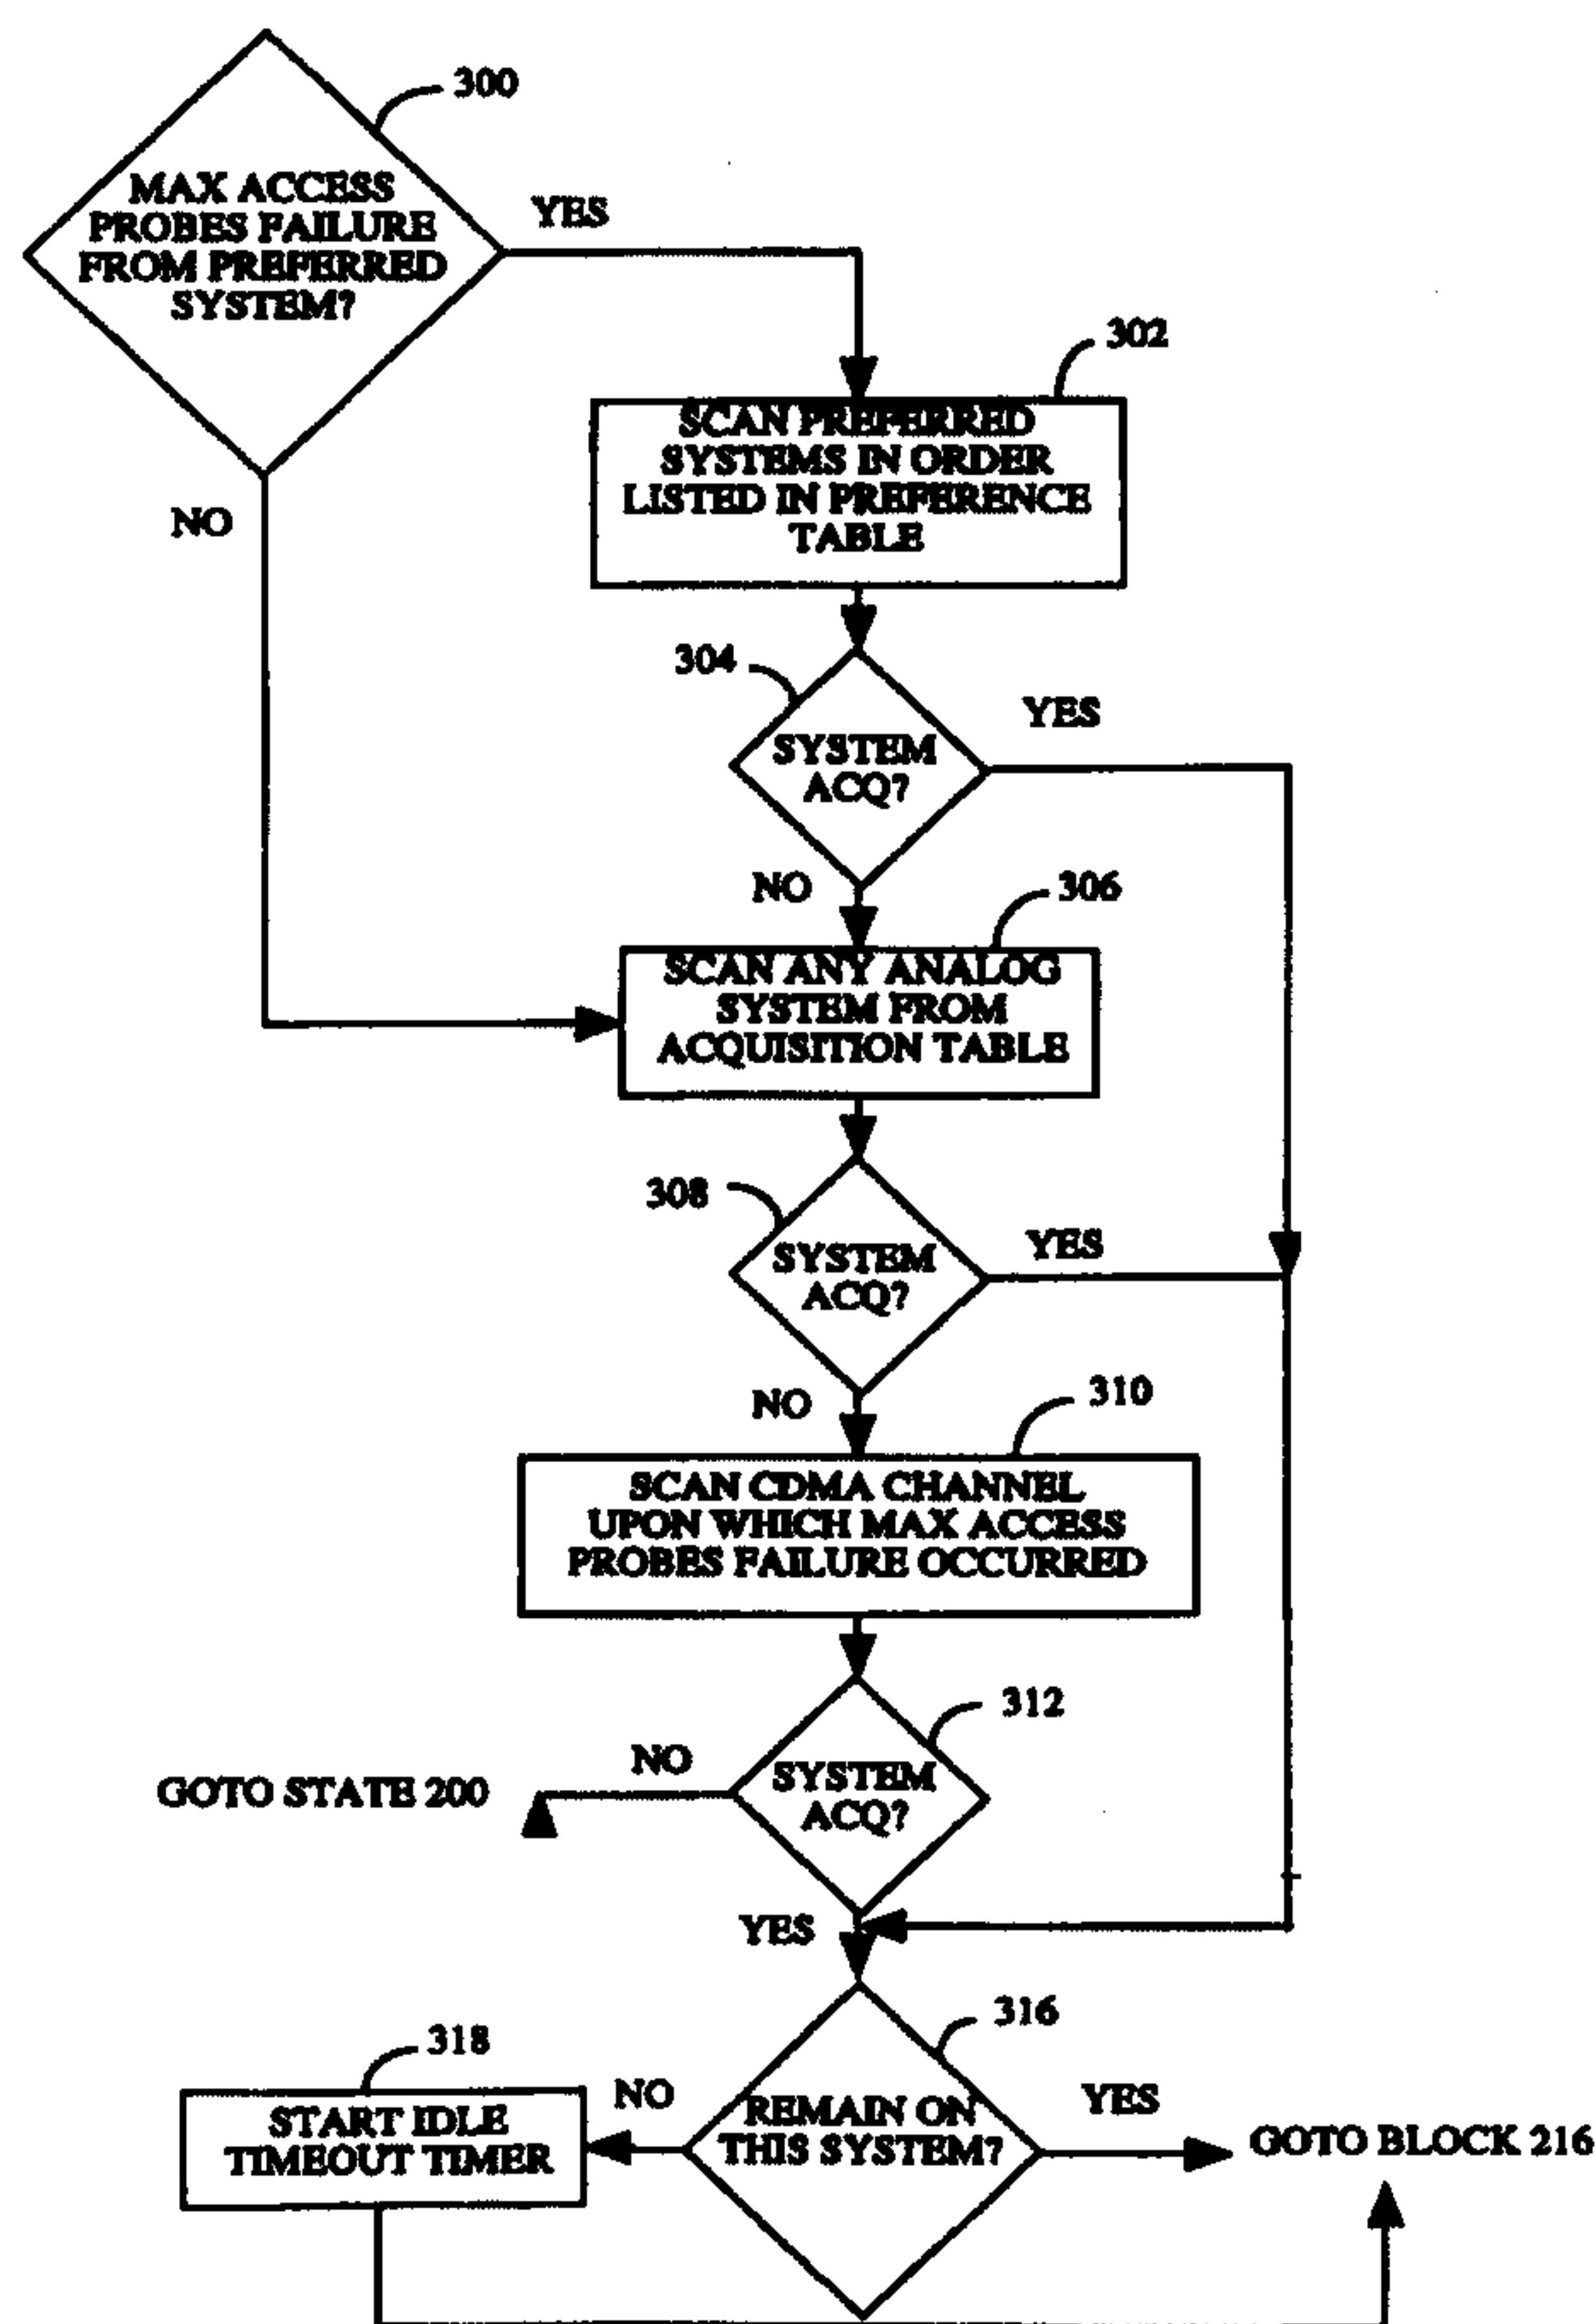 300
MAX ACCESS
PROBES FAILURE
FROM PREFERRED
SYSTEM?
YES
NO
302
SCAN PREFERRED
SYSTEMS IN ORDER
LISTED IN PREFERENCE
TABLE
304
SYSTEM
ACQ?
YES
NO
306
SCAN ANY ANALOG
SYSTEM FROM
ACQUISITION TABLE
308
SYSTEM
ACQ?
YES
NO
310
SCAN CDMA CHANNEL
UPON WHICH MAX ACCESS
PROBES FAILURE OCCURRED
312
SYSTEM
ACQ?
NO
GOTO STATE 200
YES
316
REMAIN ON
THIS SYSTEM?
NO
318
START IDLE
TIMEOUT TIMER
YES
GOTO BLOCK 216